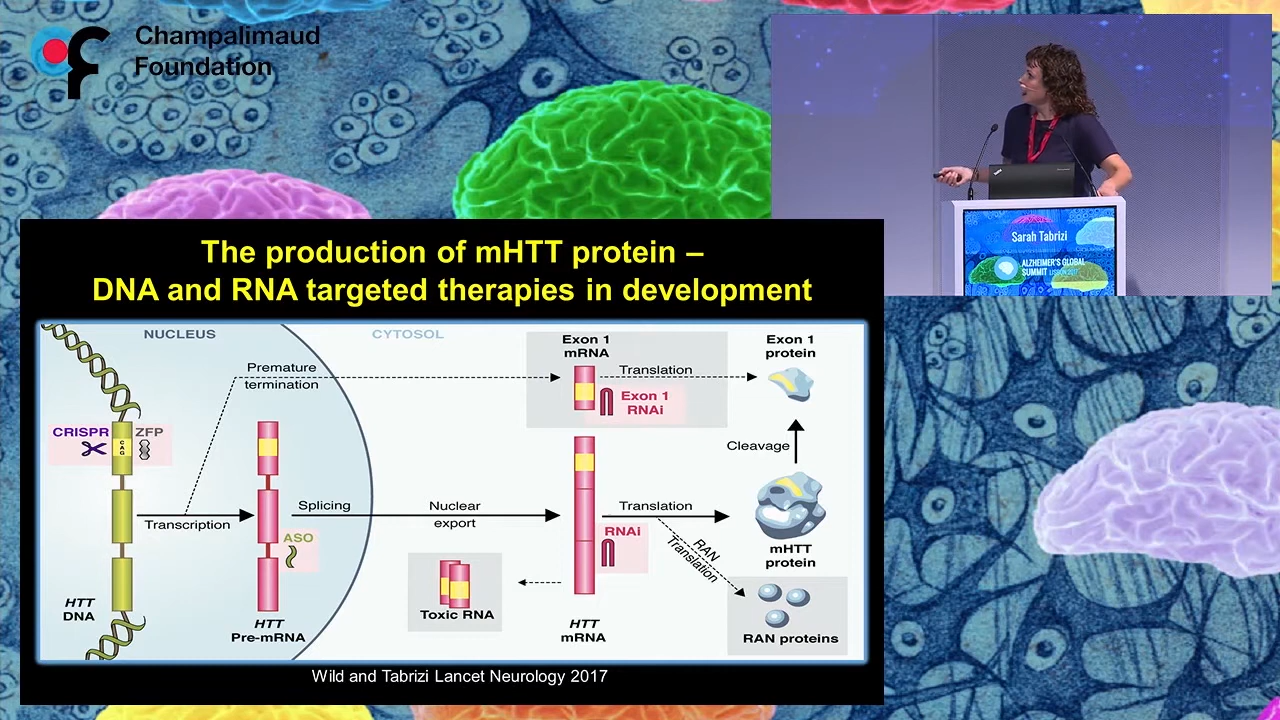 Champalimaud
Foundation
Sarah Tabrizi
ALZHEIMER'S GLOBAL
SUMMIT LISBON 2017
The production of mHTT protein –
DNA and RNA targeted therapies in development
NUCLEUS
CYTOSOL
Premature
termination
Exon 1
mRNA
Translation
Exon 1
protein
Exon 1
RNAi
CRISPR
ZFP
CAG
Cleavage
Transcription
Splicing
Nuclear
export
Translation
ASO
RNAi
RAN
Translation
mHTT
protein
Toxic RNA
HTT
DNA
HTT
Pre-mRNA
HTT
mRNA
RAN proteins
Wild and Tabrizi Lancet Neurology 2017